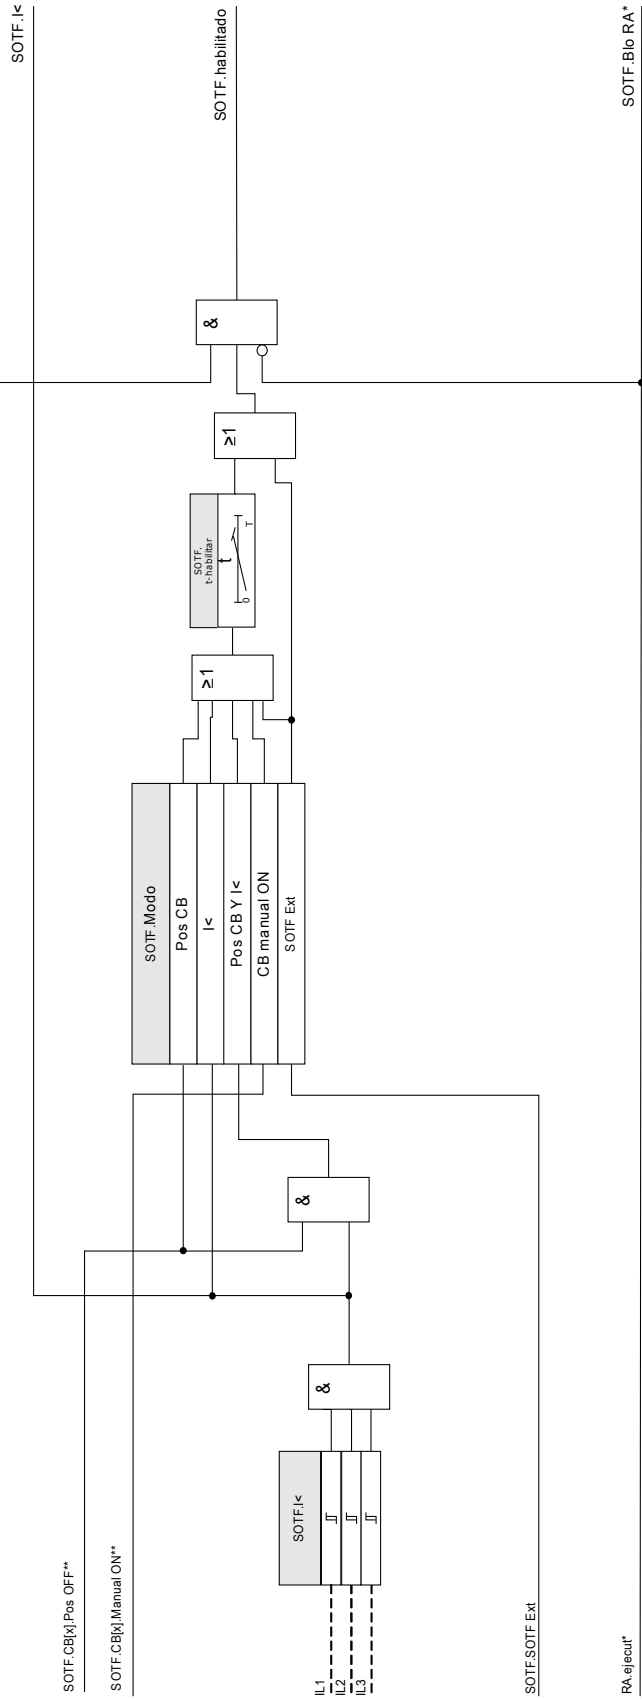 SOTF.I<
SOTF.habilitado
SOTF.Blo RA*
&
≥1
SOTF.
t-habilitar
t
0
T
≥1
SOTF.Modo
Pos CB
I<
Pos CB Y I<
CB manual ON
SOTF Ext
&
&
SOTF.I<
SOTF.CB[x].Pos OFF**
SOTF.CB[x].Manual ON**
IL1
IL2
IL3
SOTF.SOTF Ext
RA.ejecut*